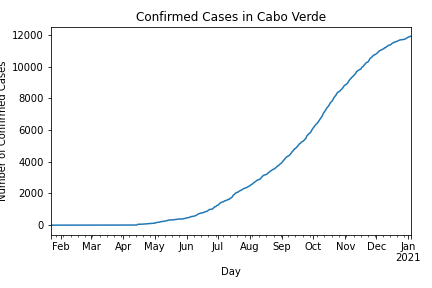 Confirmed Cases in Cabo Verde
Number of Confirmed Cases
12000
10000
8000
6000
4000
2000
0
Feb Mar Apr May Jun Jul Aug Sep Oct Nov Dec Jan
2021
Day